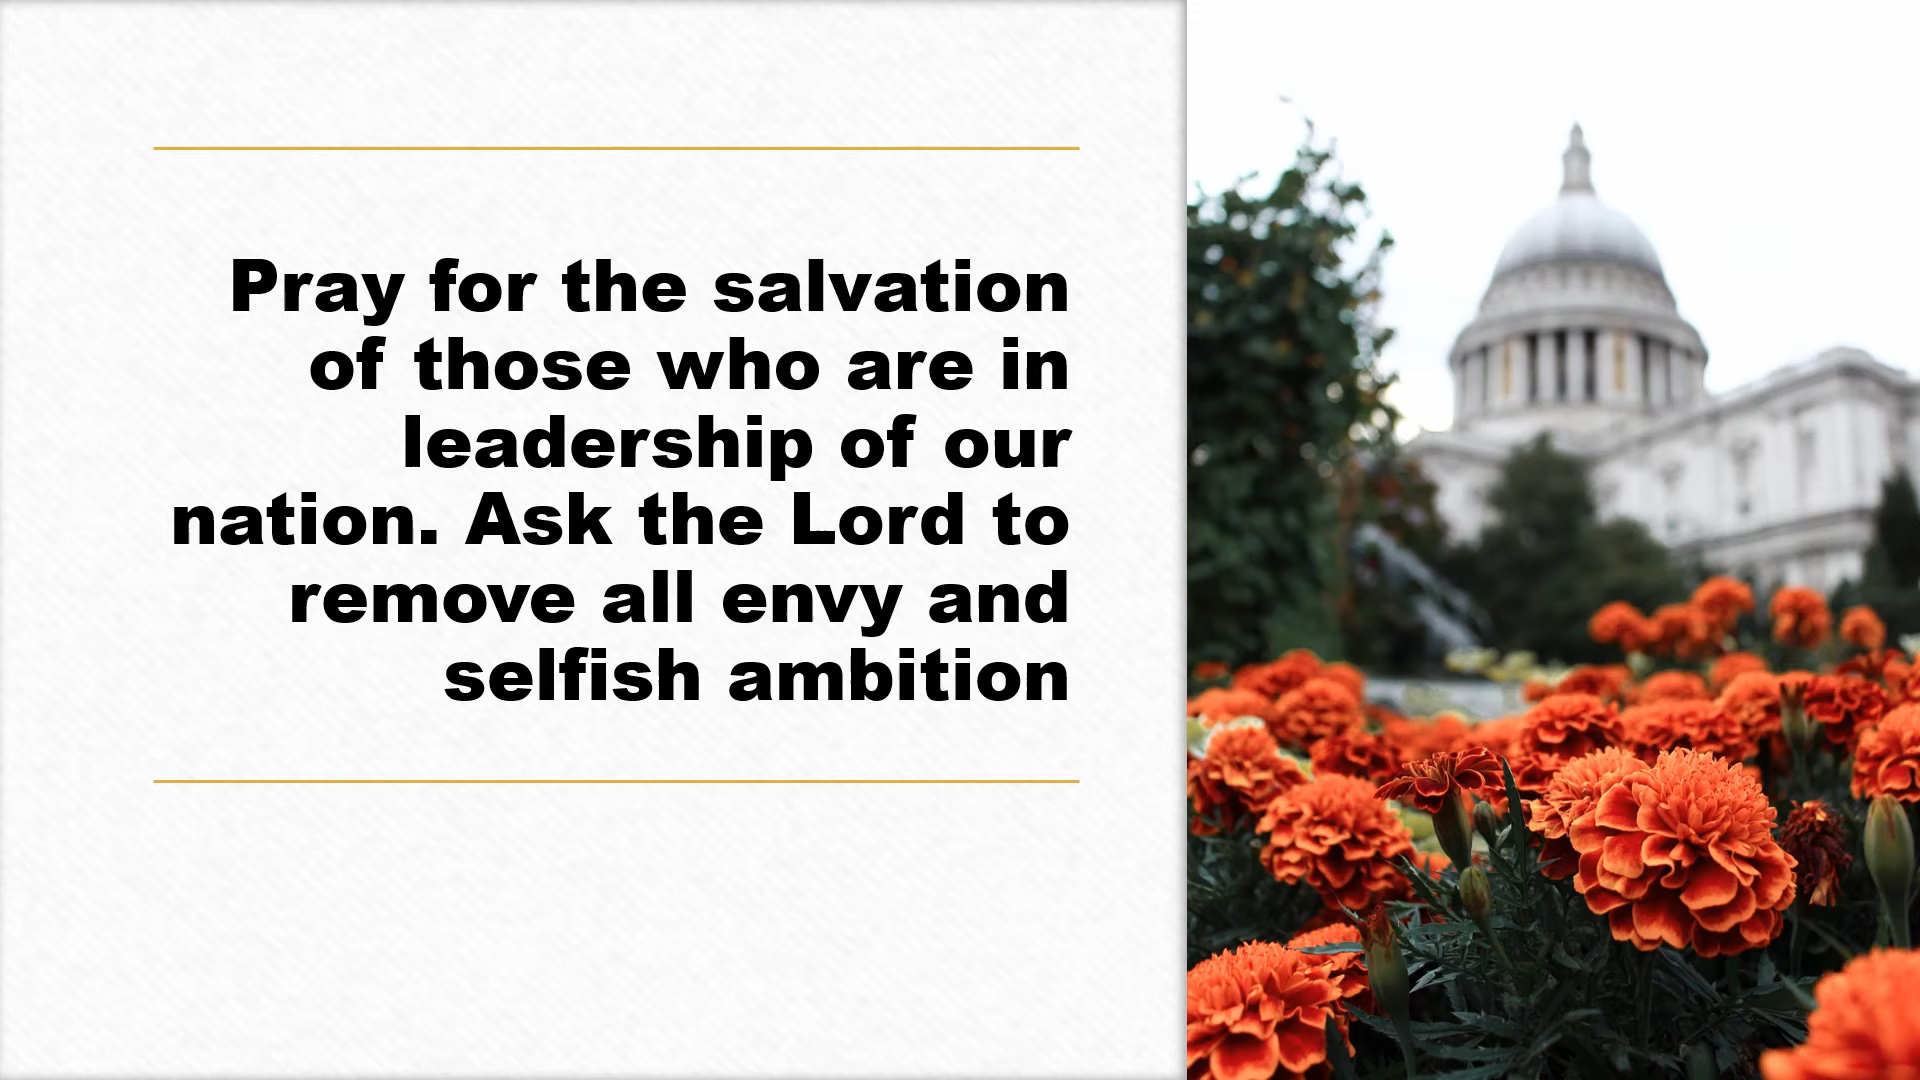 Pray for the salvation
of those who are in
leadership of our
nation. Ask the Lord to
remove all envy and
selfish ambition